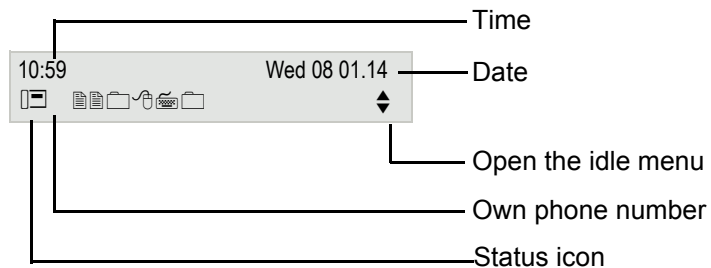 Time
10:59 Wed 08 01.14 Date
Open the idle menu
Own phone number
Status icon